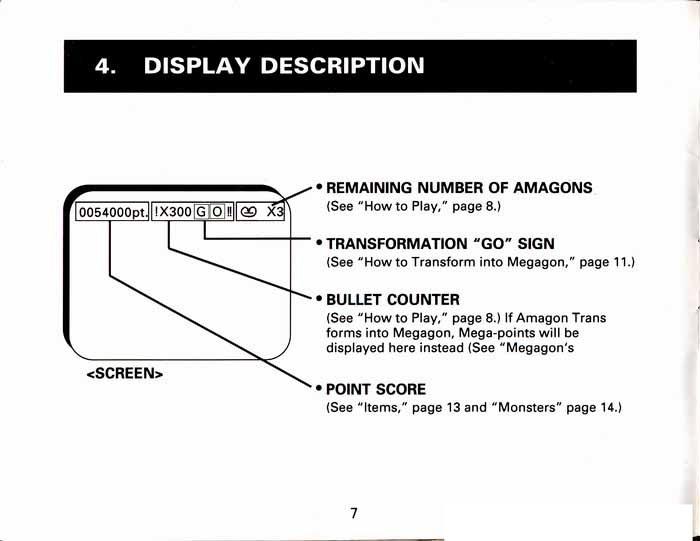 4. DISPLAY DESCRIPTION
0054000pt. !X300 G O !! X3
• REMAINING NUMBER OF AMAGONS
(See "How to Play," page 8.)
• TRANSFORMATION "GO" SIGN
(See "How to Transform into Megagon," page 11.)
• BULLET COUNTER
(See "How to Play," page 8.) If Amagon Trans
forms into Megagon, Mega-points will be
displayed here instead (See "Megagon's
<SCREEN>
• POINT SCORE
(See "Items," page 13 and "Monsters" page 14.)
7